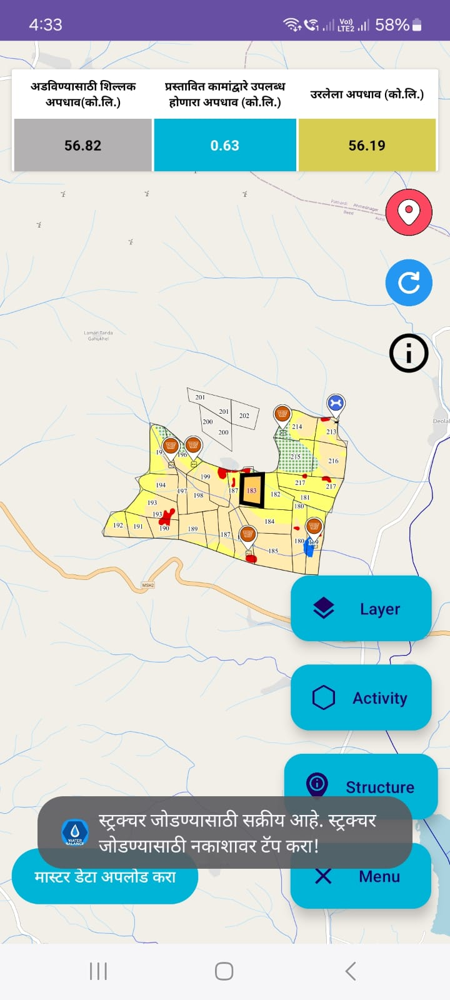 4:33
Vo))
LTE2
58%
अडविण्यासाठी शिल्लक
अपधाव(को.लि.)
प्रस्तावित कामांद्वारे उपलब्ध
होणारा अपधाव (को.लि.)
उरलेला अपधाव (को.लि.)
56.82
0.63
56.19
Patnardi Ahmednagar
Beed
Laman Tanda
Gahukhel
Deolal
201
201
202
200
200
214
213
196
215
216
199
217
217
194
197
198
187
183
182
181
193
180
193
184
192
191
190
189
187
180
185
MSH2
Layer
Activity
Structure
स्ट्रक्चर जोडण्यासाठी सक्रीय आहे. स्ट्रक्चर
जोडण्यासाठी नकाशावर टॅप करा!
WATER
BALANCE
मास्टर डेटा अपलोड करा
Menu